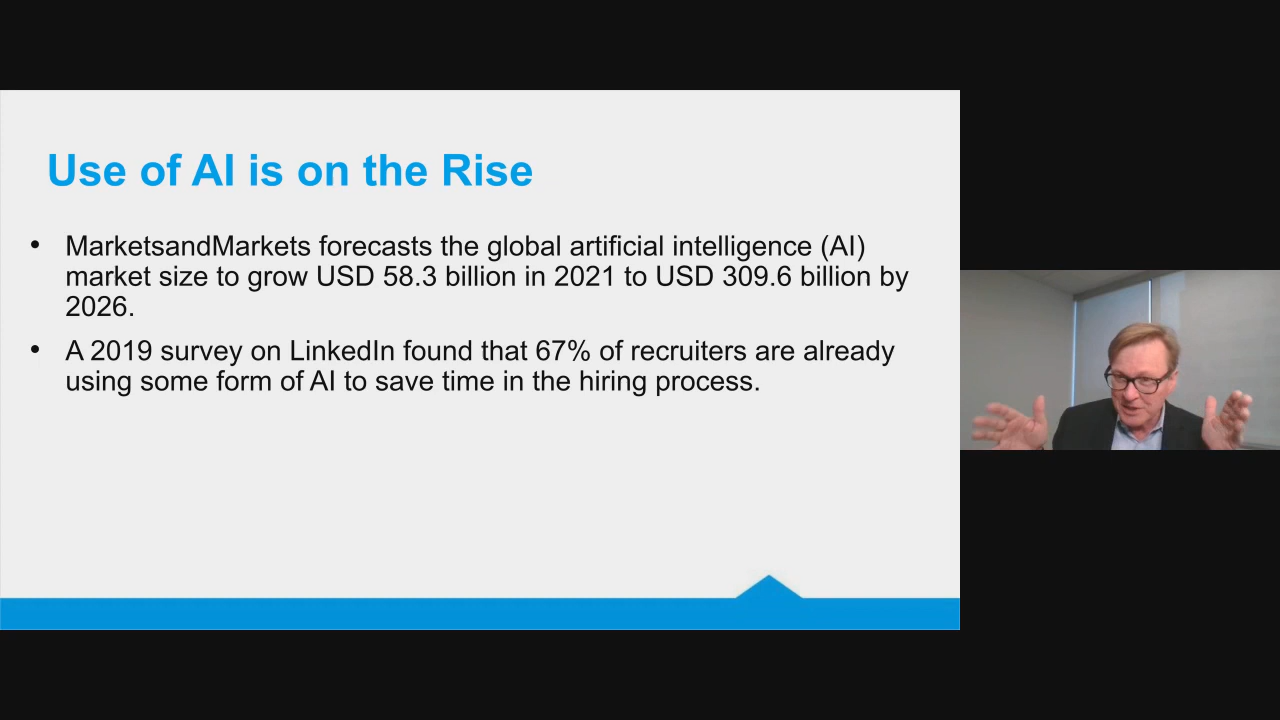 Use of AI is on the Rise
• MarketsandMarkets forecasts the global artificial intelligence (AI)
market size to grow USD 58.3 billion in 2021 to USD 309.6 billion by
2026.
• A 2019 survey on LinkedIn found that 67% of recruiters are already
using some form of AI to save time in the hiring process.